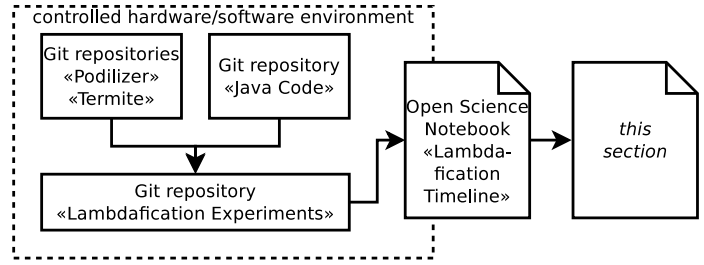 controlled hardware/software environment
Git repositories
«Podilizer»
«Termite»
Git repository
«Java Code»
Git repository
«Lambdafication Experiments»
Open Science
Notebook
«Lambda-
fication
Timeline»
this
section